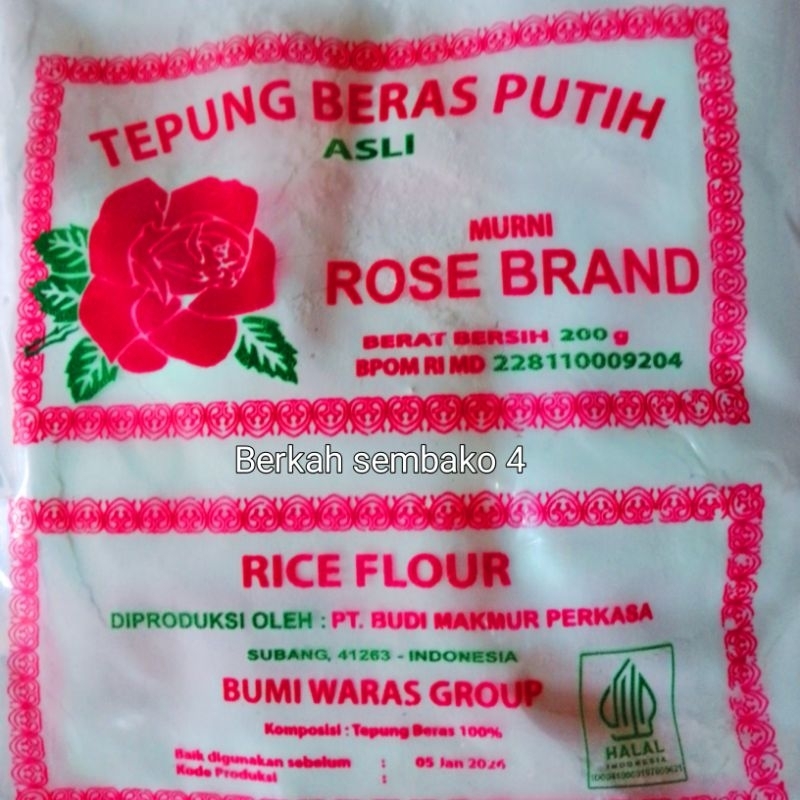 TEPUNG BERAS PUTIH
ASLI
MURNI
ROSE BRAND
BERAT BERSIH 200 g
BPOM RI MD 228110009204
Berkah sembako 4
RICE FLOUR
DIPRODUKSI OLEH : PT. BUDI MAKMUR PERKASA
SUBANG, 41263 - INDONESIA
BUMI WARAS GROUP
Komposisi : Tepung Beras 100%
Baik digunakan sebelum : 05 Jan 2026
Kode Produksi :
HALAL
INDONESIA